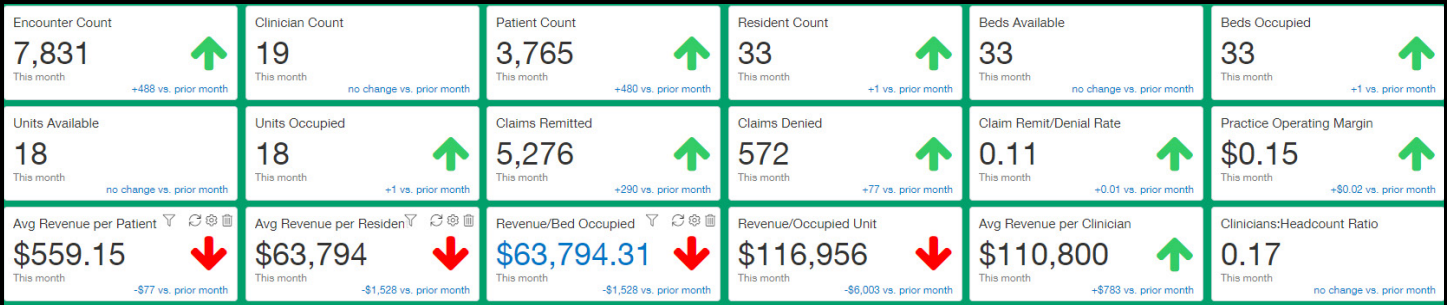 Encounter Count
7,831
This month
+488 vs. prior month
Clinician Count
19
This month
no change vs. prior month
Patient Count
3,765
This month
+480 vs. prior month
Resident Count
33
This month
+1 vs. prior month
Beds Available
33
This month
no change vs. prior month
Beds Occupied
33
This month
+1 vs. prior month
Units Available
18
This month
no change vs. prior month
Units Occupied
18
This month
+1 vs. prior month
Claims Remitted
5,276
This month
+290 vs. prior month
Claims Denied
572
This month
+77 vs. prior month
Claim Remit/Denial Rate
0.11
This month
+0.01 vs. prior month
Practice Operating Margin
$0.15
This month
+$0.02 vs. prior month
Avg Revenue per Patient
$559.15
This month
-$77 vs. prior month
Avg Revenue per Residen
$63,794
This month
-$1,528 vs. prior month
Revenue/Bed Occupied
$63,794.31
This month
-$1,528 vs. prior month
Revenue/Occupied Unit
$116,956
This month
-$6,003 vs. prior month
Avg Revenue per Clinician
$110,800
This month
+$783 vs. prior month
Clinicians:Headcount Ratio
0.17
This month
no change vs. prior month